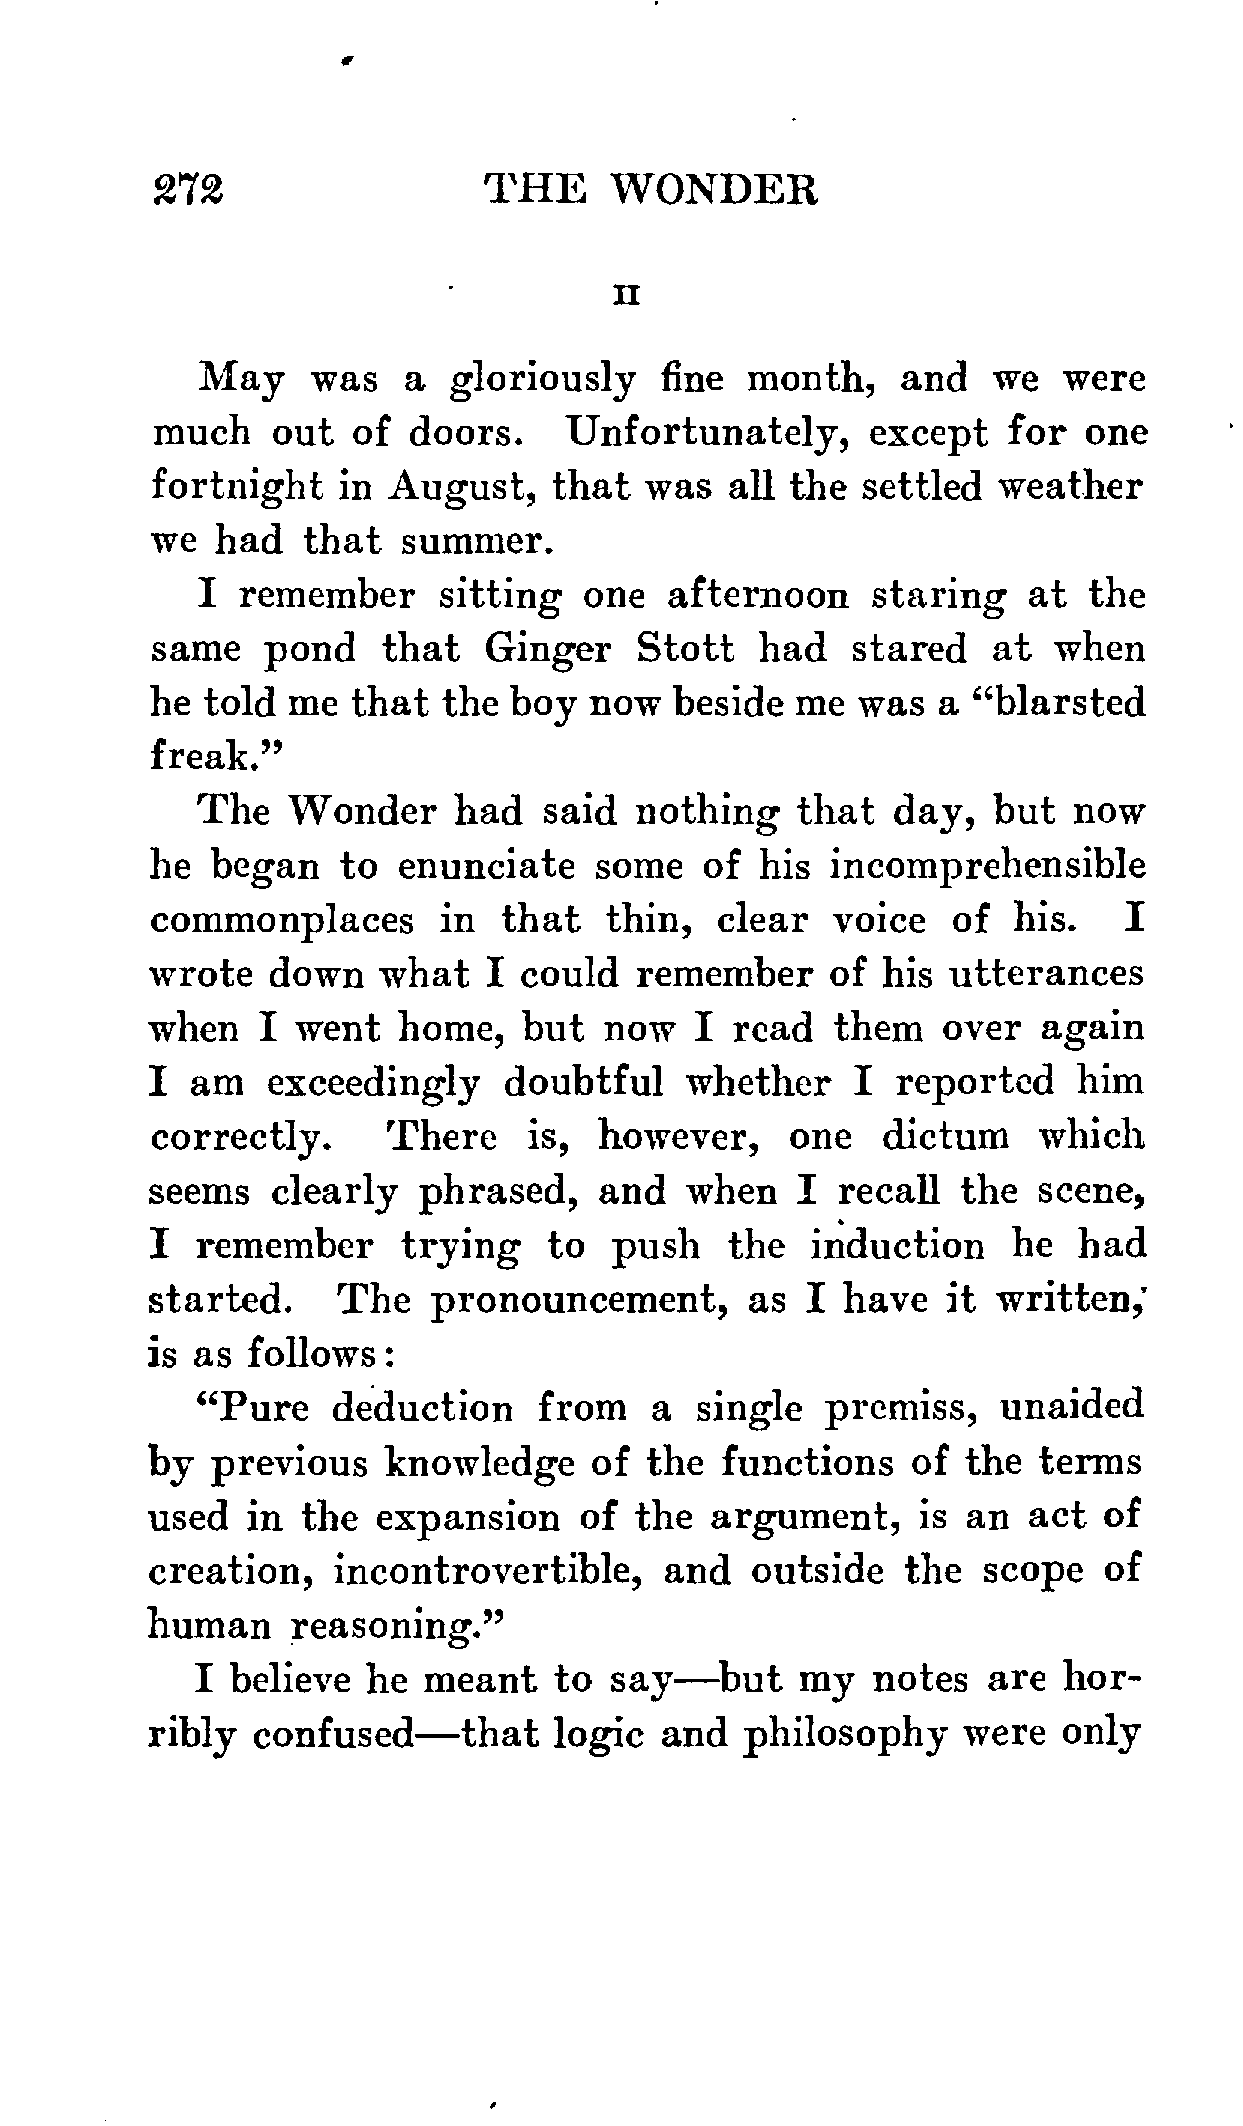 272 THE WONDER
II
May was a gloriously fine month, and we were
much out of doors. Unfortunately, except for one
fortnight in August, that was all the settled weather
we had that summer.
I remember sitting one afternoon staring at the
same pond that Ginger Stott had stared at when
he told me that the boy now beside me was a “blarsted
freak.”
The Wonder had said nothing that day, but now
he began to enunciate some of his incomprehensible
commonplaces in that thin, clear voice of his. I
wrote down what I could remember of his utterances
when I went home, but now I read them over again
I am exceedingly doubtful whether I reported him
correctly. There is, however, one dictum which
seems clearly phrased, and when I recall the scene,
I remember trying to push the induction he had
started. The pronouncement, as I have it written,
is as follows:
“Pure deduction from a single premiss, unaided
by previous knowledge of the functions of the terms
used in the expansion of the argument, is an act of
creation, incontrovertible, and outside the scope of
human reasoning.”
I believe he meant to say—but my notes are hor-
ribly confused—that logic and philosophy were only